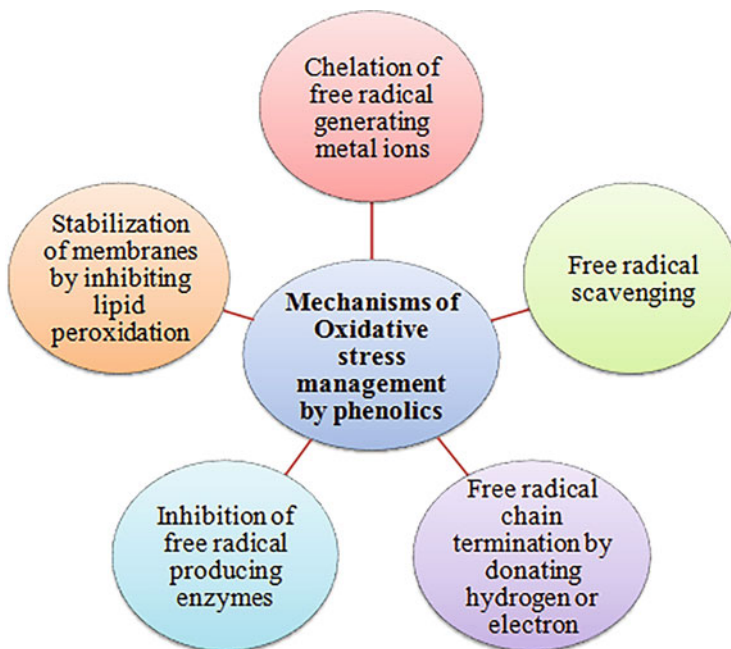 Chelation of
free radical
generating
metal ions
Stabilization
of membranes
by inhibiting
lipid
peroxidation
Free radical
scavenging
Mechanisms of
Oxidative
stress
management
by phenolics
Inhibition of
free radical
producing
enzymes
Free radical
chain
termination by
donating
hydrogen or
electron